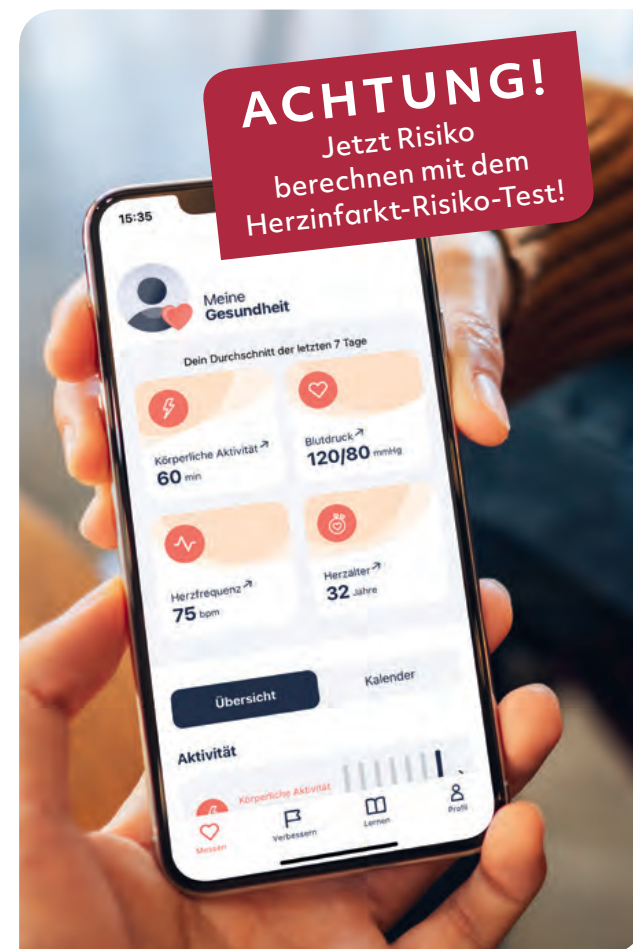 ACHTUNG!
Jetzt Risiko
berechnen mit dem
Herzinfarkt-Risiko-Test!
15:35
Meine
Gesundheit
Dein Durchschnitt der letzten 7 Tage
Körperliche Aktivität
60 min
Blutdruck
120/80 mmHg
Herzfrequenz
75 bpm
Herzalter
32 Jahre
Übersicht
Kalender
Aktivität
Körperliche Aktivität
Messen
Verbessern
Lernen
Profil